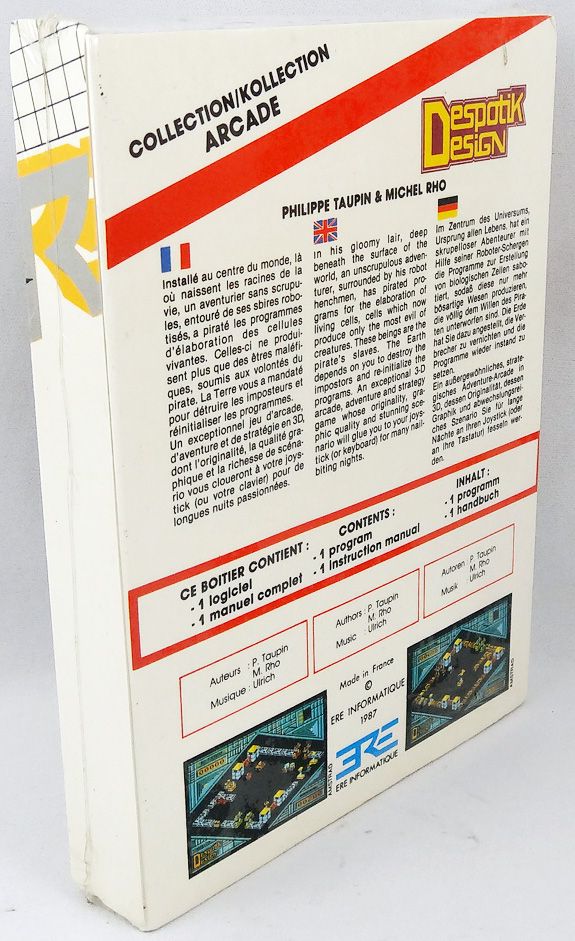 COLLECTION/KOLLECTION
ARCADE
Despotik
Design
PHILIPPE TAUPIN & MICHEL RHO
Installé au centre du monde, là
où naissent les racines de la
vie, un aventurier sans scrupu-
les, entouré de ses sbires robo-
tisés, a piraté les programmes
d'élaboration des cellules
vivantes. Celles-ci ne produi-
sent plus que des êtres maléfi-
ques, soumis aux volontés du
pirate. La Terre vous a mandaté
pour détruire les imposteurs et
réinitialiser les programmes.
Un exceptionnel jeu d'arcade,
d'aventure et de stratégie en 3D,
dont l'originalité, la qualité gra-
phique et la richesse de scéna-
rio vous cloueront à votre joys-
tick (ou votre clavier) pour de
longues nuits passionnées.
In his gloomy lair, deep
beneath the surface of the
world, an unscrupulous adven-
turer, surrounded by his robot
henchmen, has pirated pro-
grams for the elaboration of
living cells, cells which now
produce only the most evil of
creatures. These beings are the
pirate's slaves. The Earth
depends on you to destroy the
impostors and re-initialize the
programs. An exceptional 3-D
arcade, adventure and strategy
game whose originality, gra-
phic quality and stunning sce-
nario will glue you to your joys-
tick (or keyboard) for many nail-
biting nights.
Im Zentrum des Universums,
Ursprung allen Lebens, hat ein
skrupelloser Abenteurer mit
Hilfe seiner Roboter-Schergen
die Programme zur Erstellung
von biologischen Zellen sabo-
tiert, sodaß diese nur mehr
bösartige Wesen produzieren,
die völlig dem Willen des Pira-
ten unterworfen sind. Die Erde
hat Sie dazu angestellt, die Ver-
brecher zu vernichten und die
Programme wieder instand zu
setzen.
Ein außergewöhnliches, strate-
gisches Adventure-Arcade in
3D, dessen Originalität, dessen
Graphik und abwechslungsrei-
ches Szenario Sie für lange
Nächte an Ihren Joystick (oder
an Ihre Tastatur) fesseln wer-
den.
CE BOITIER CONTIENT :
- 1 logiciel
- 1 manuel complet
CONTENTS :
- 1 program
- 1 instruction manual
INHALT :
- 1 programm
- 1 handbuch
Auteurs : P. Taupin
M. Rho
Musique : Ulrich
Authors : P. Taupin
M. Rho
Music : Ulrich
Autoren : P. Taupin
M. Rho
Musik : Ulrich
Made in France
©
ERE INFORMATIQUE
1987
ERE
ERE INFORMATIQUE
AMSTRAD
AMSTRAD